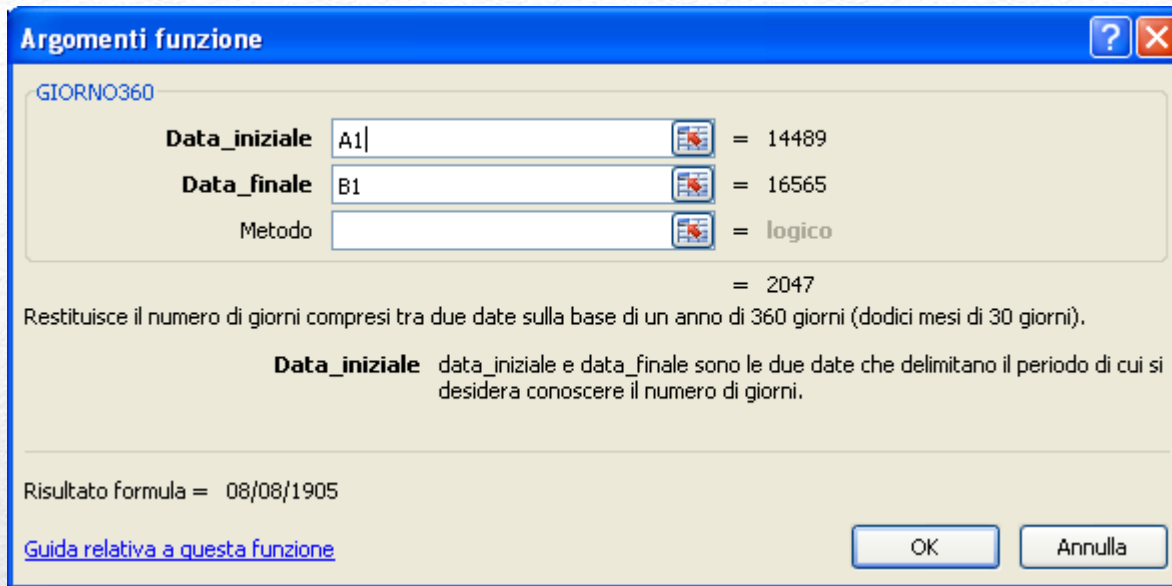 Argomenti funzione
GIORNO360
Data_iniziale A1 = 14489
Data_finale B1 = 16565
Metodo = logico
= 2047
Restituisce il numero di giorni compresi tra due date sulla base di un anno di 360 giorni (dodici mesi di 30 giorni).
Data_iniziale data_iniziale e data_finale sono le due date che delimitano il periodo di cui si
desidera conoscere il numero di giorni.
Risultato formula = 08/08/1905
Guida relativa a questa funzione OK Annulla